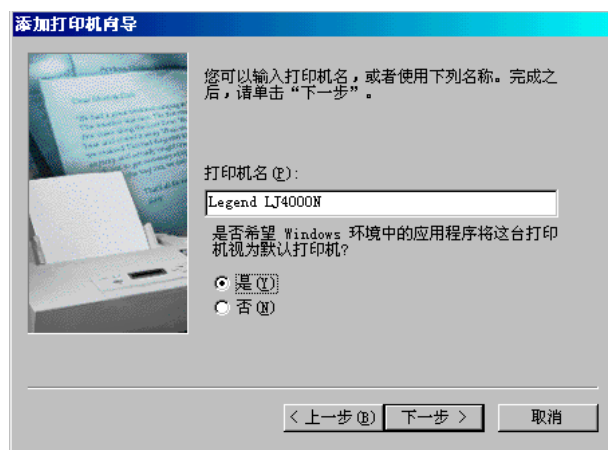 添加打印机向导
您可以输入打印机名，或者使用下列名称。完成之
后，请单击“下一步”。
打印机名(P):
Legend LJ4000N
是否希望 Windows 环境中的应用程序将这台打印
机视为默认打印机?
是(Y)
否(N)
< 上一步(B)
下一步 >
取消